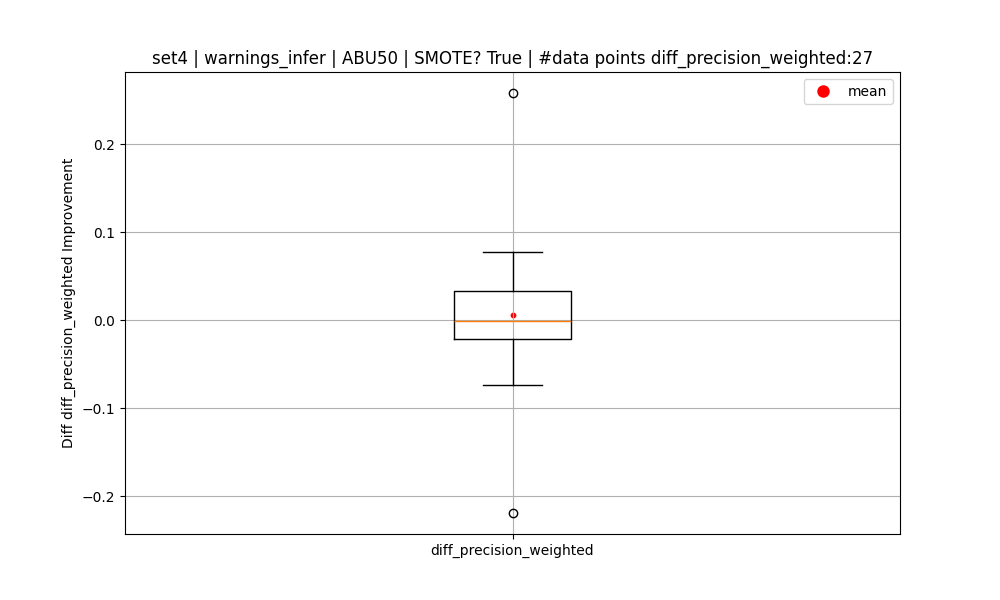 set4 | warnings_infer | ABU50 | SMOTE? True | #data points diff_precision_weighted:27
mean
Diff diff_precision_weighted Improvement
0.2
0.1
0.0
−0.1
−0.2
diff_precision_weighted